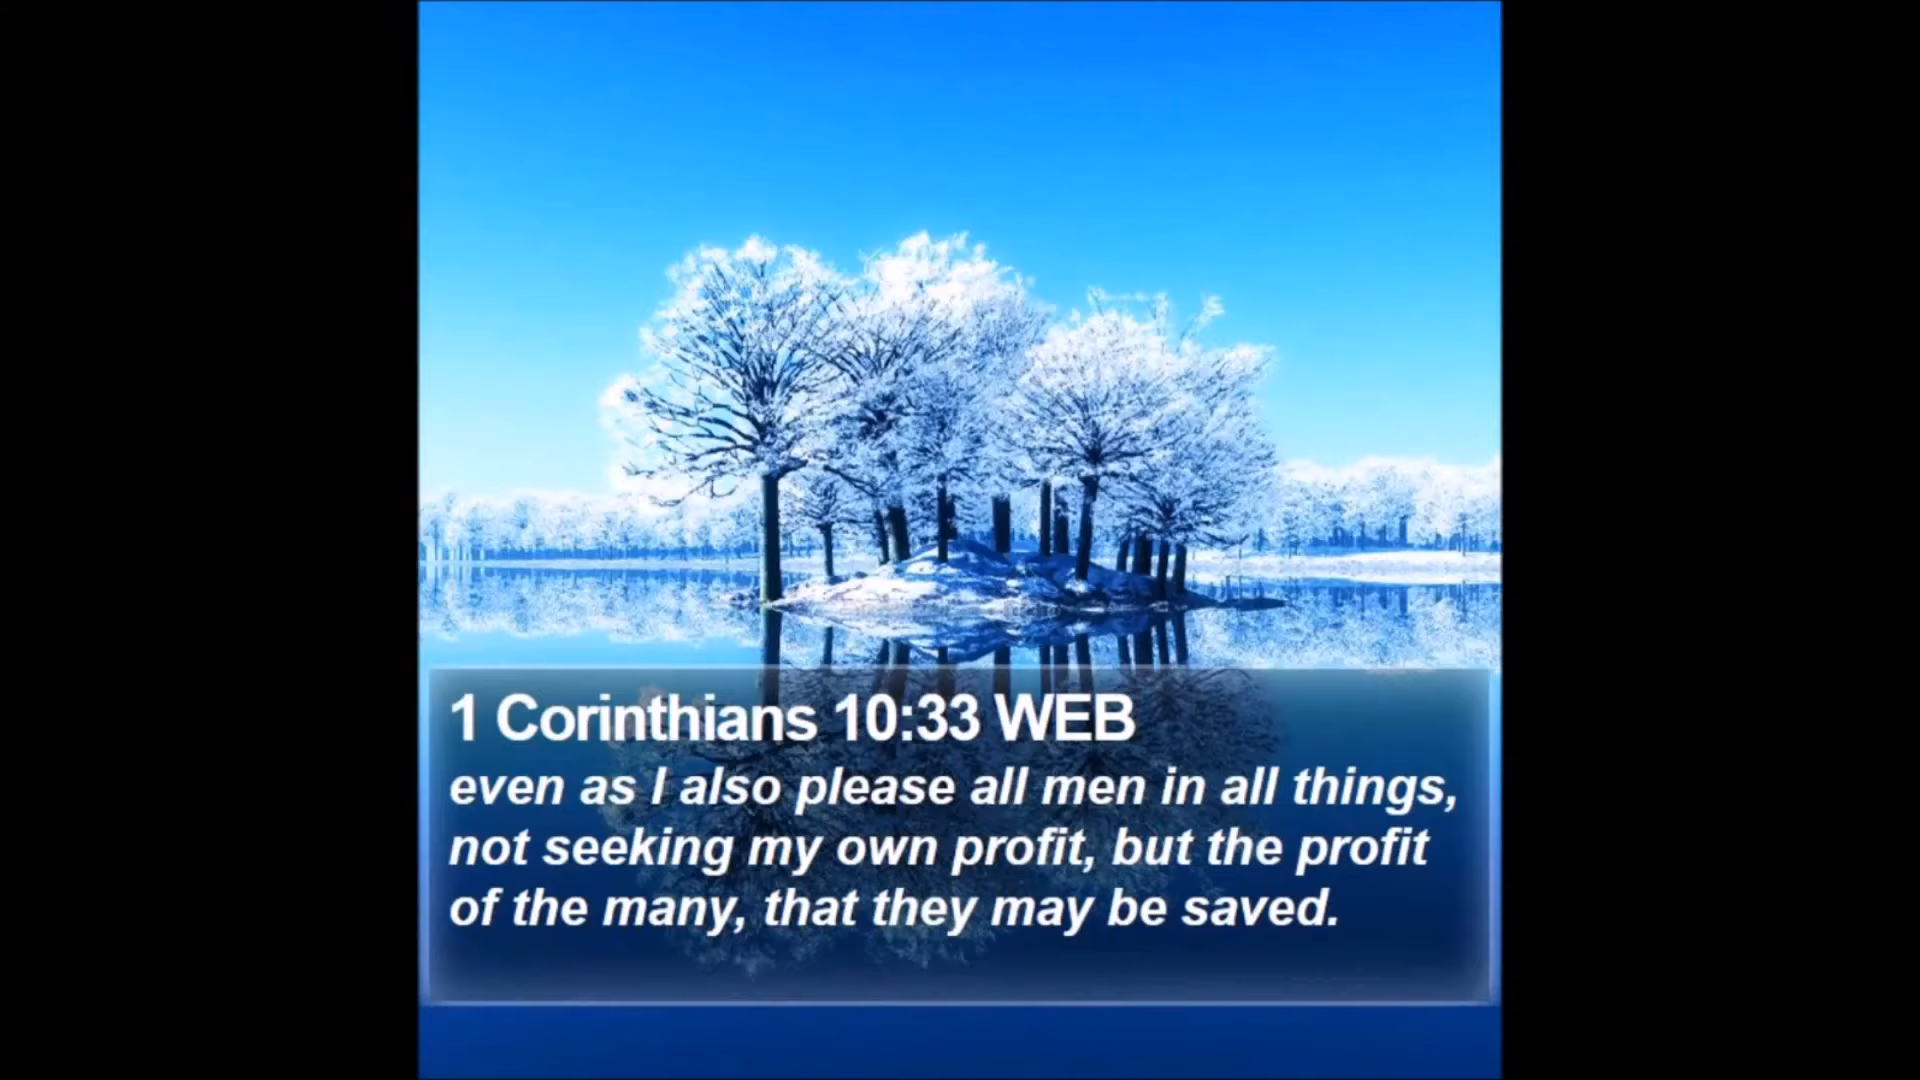 1 Corinthians 10:33 WEB
even as I also please all men in all things,
not seeking my own profit, but the profit
of the many, that they may be saved.